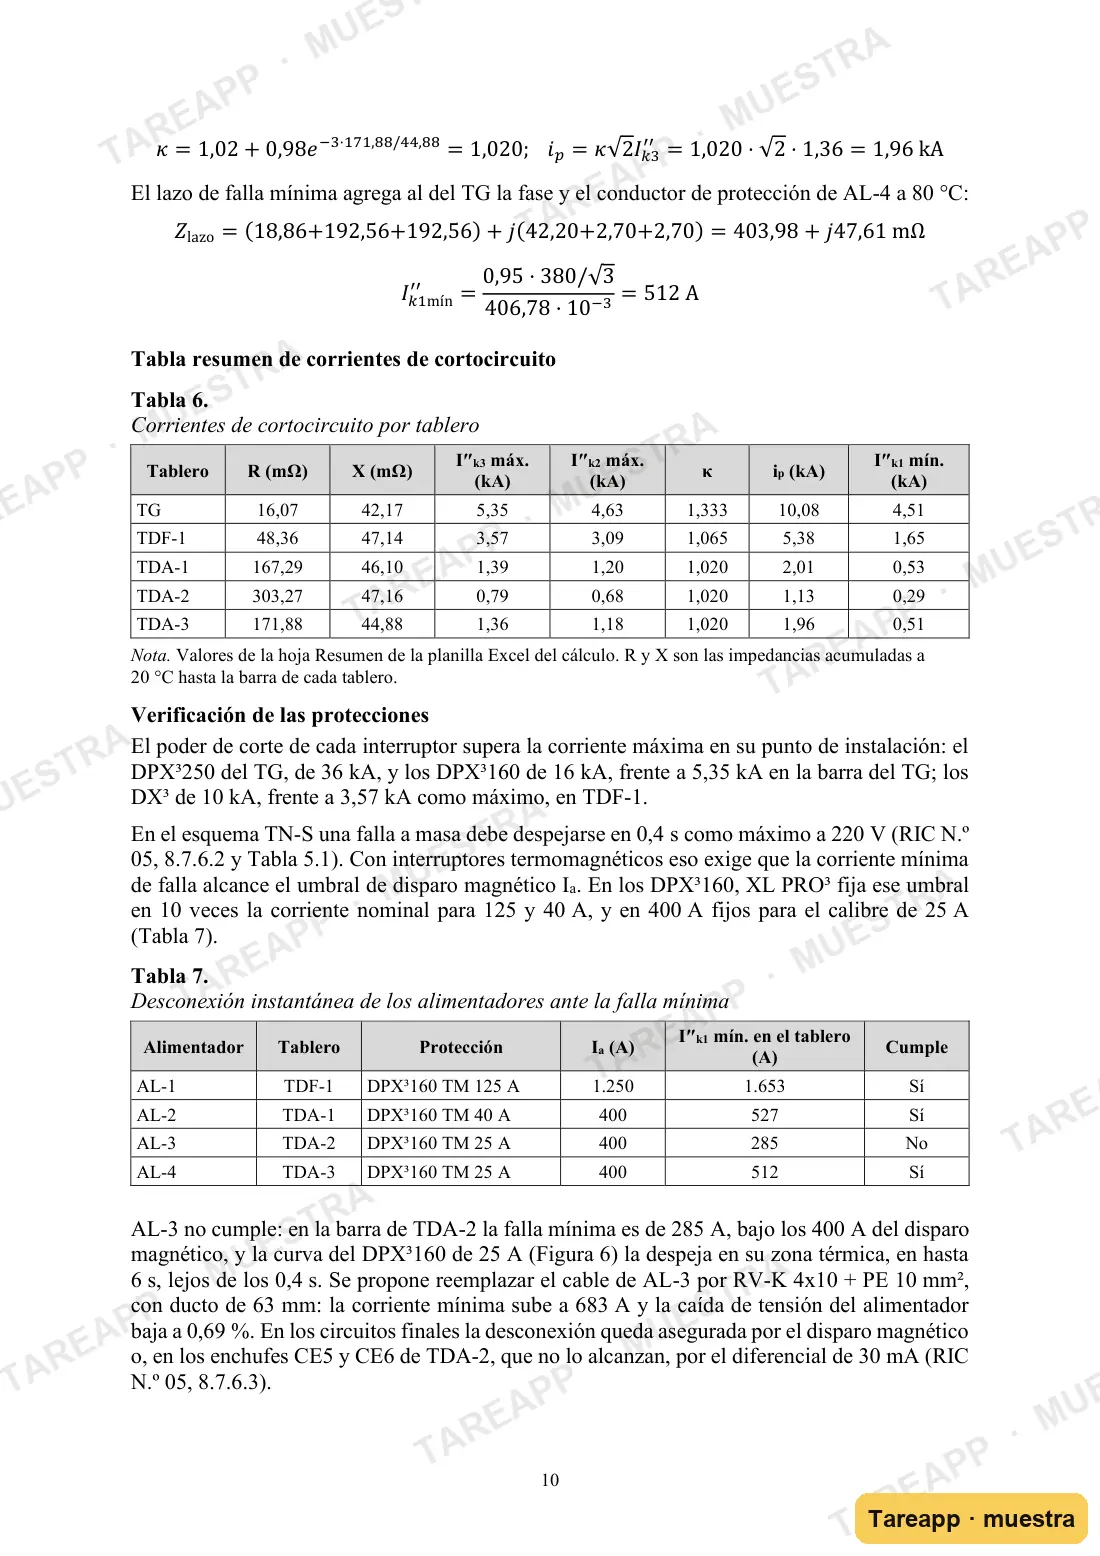 κ = 1,02 + 0,98e^{−3·171,88/44,88} = 1,020;   i_p = κ√2I''_{k3} = 1,020 · √2 · 1,36 = 1,96 kA
El lazo de falla mínima agrega al del TG la fase y el conductor de protección de AL-4 a 80 °C:
Z_lazo = (18,86+192,56+192,56) + j(42,20+2,70+2,70) = 403,98 + j47,61 mΩ
I''_{k1mín} = (0,95 · 380/√3) / (406,78 · 10^{−3}) = 512 A
Tabla resumen de corrientes de cortocircuito
Tabla 6.
Corrientes de cortocircuito por tablero
Tablero R (mΩ) X (mΩ) I″k3 máx. (kA) I″k2 máx. (kA) κ ip (kA) I″k1 mín. (kA)
TG 16,07 42,17 5,35 4,63 1,333 10,08 4,51
TDF-1 48,36 47,14 3,57 3,09 1,065 5,38 1,65
TDA-1 167,29 46,10 1,39 1,20 1,020 2,01 0,53
TDA-2 303,27 47,16 0,79 0,68 1,020 1,13 0,29
TDA-3 171,88 44,88 1,36 1,18 1,020 1,96 0,51
Nota. Valores de la hoja Resumen de la planilla Excel del cálculo. R y X son las impedancias acumuladas a
20 °C hasta la barra de cada tablero.
Verificación de las protecciones
El poder de corte de cada interruptor supera la corriente máxima en su punto de instalación: el
DPX³250 del TG, de 36 kA, y los DPX³160 de 16 kA, frente a 5,35 kA en la barra del TG; los
DX³ de 10 kA, frente a 3,57 kA como máximo, en TDF-1.
En el esquema TN-S una falla a masa debe despejarse en 0,4 s como máximo a 220 V (RIC N.º
05, 8.7.6.2 y Tabla 5.1). Con interruptores termomagnéticos eso exige que la corriente mínima
de falla alcance el umbral de disparo magnético Ia. En los DPX³160, XL PRO³ fija ese umbral
en 10 veces la corriente nominal para 125 y 40 A, y en 400 A fijos para el calibre de 25 A
(Tabla 7).
Tabla 7.
Desconexión instantánea de los alimentadores ante la falla mínima
Alimentador Tablero Protección Ia (A) I″k1 mín. en el tablero (A) Cumple
AL-1 TDF-1 DPX³160 TM 125 A 1.250 1.653 Sí
AL-2 TDA-1 DPX³160 TM 40 A 400 527 Sí
AL-3 TDA-2 DPX³160 TM 25 A 400 285 No
AL-4 TDA-3 DPX³160 TM 25 A 400 512 Sí
AL-3 no cumple: en la barra de TDA-2 la falla mínima es de 285 A, bajo los 400 A del disparo
magnético, y la curva del DPX³160 de 25 A (Figura 6) la despeja en su zona térmica, en hasta
6 s, lejos de los 0,4 s. Se propone reemplazar el cable de AL-3 por RV-K 4x10 + PE 10 mm²,
con ducto de 63 mm: la corriente mínima sube a 683 A y la caída de tensión del alimentador
baja a 0,69 %. En los circuitos finales la desconexión queda asegurada por el disparo magnético
o, en los enchufes CE5 y CE6 de TDA-2, que no lo alcanzan, por el diferencial de 30 mA (RIC
N.º 05, 8.7.6.3).
10
TAREAPP · MUESTRA
Tareapp · muestra